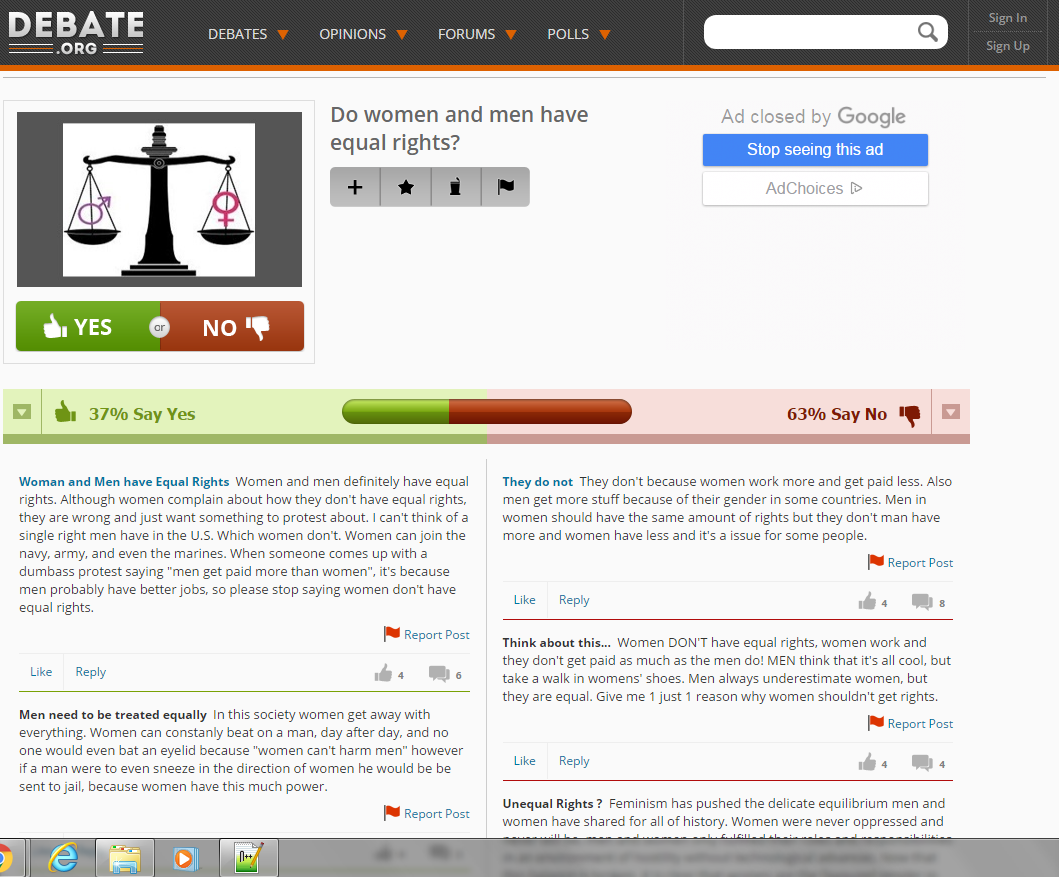 DEBATE
.ORG
DEBATES
OPINIONS
FORUMS
POLLS
Sign In
Sign Up
Do women and men have
equal rights?
Ad closed by Google
Stop seeing this ad
AdChoices
YES
or
NO
37% Say Yes
63% Say No
Woman and Men have Equal Rights Women and men definitely have equal
rights. Although women complain about how they don't have equal rights,
they are wrong and just want something to protest about. I can't think of a
single right men have in the U.S. Which women don't. Women can join the
navy, army, and even the marines. When someone comes up with a
dumbass protest saying "men get paid more than women", it's because
men probably have better jobs, so please stop saying women don't have
equal rights.
Report Post
Like
Reply
4
6
Men need to be treated equally In this society women get away with
everything. Women can constanly beat on a man, day after day, and no
one would even bat an eyelid because "women can't harm men" however
if a man were to even sneeze in the direction of women he would be be
sent to jail, because women have this much power.
Report Post
They do not They don't because women work more and get paid less. Also
men get more stuff because of their gender in some countries. Men in
women should have the same amount of rights but they don't man have
more and women have less and it's a issue for some people.
Report Post
Like
Reply
4
8
Think about this... Women DON'T have equal rights, women work and
they don't get paid as much as the men do! MEN think that it's all cool, but
take a walk in womens' shoes. Men always underestimate women, but
they are equal. Give me 1 just 1 reason why women shouldn't get rights.
Report Post
Like
Reply
4
4
Unequal Rights ? Feminism has pushed the delicate equilibrium men and
women have shared for all of history. Women were never oppressed and
never will be, men and women only fulfilled their roles and responsibilities